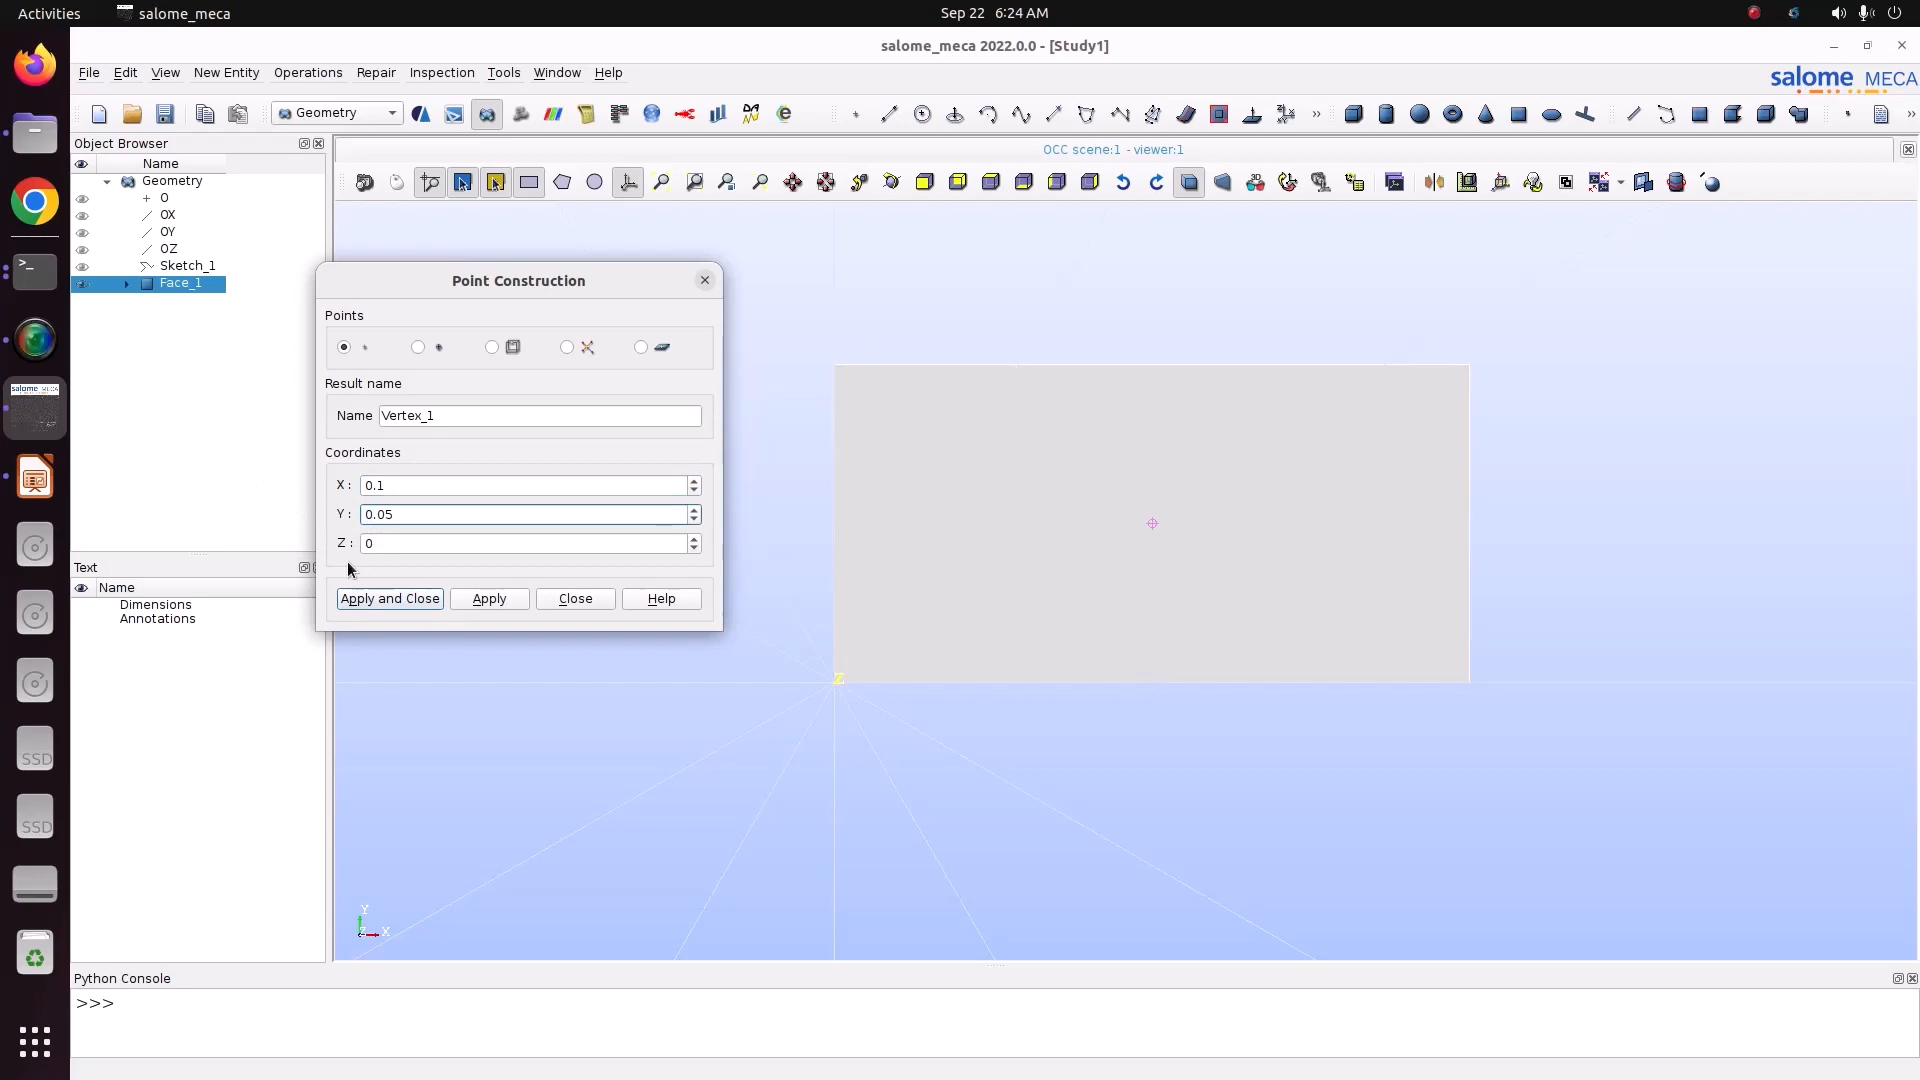 Activities
salome_meca
Sep 22 6:24 AM
salome_meca 2022.0.0 - [Study1]
File Edit View New Entity Operations Repair Inspection Tools Window Help
salome MECA
Geometry
»
»
Object Browser
OCC scene:1 - viewer:1
Name
Geometry
O
OX
OY
OZ
Sketch_1
Face_1
Point Construction
Points
Result name
Name Vertex_1
Coordinates
X : 0.1
Y : 0.05
Z : 0
Apply and Close Apply Close Help
Text
Name
Dimensions
Annotations
Z
Y
Z X
SSD
SSD
Python Console
>>>